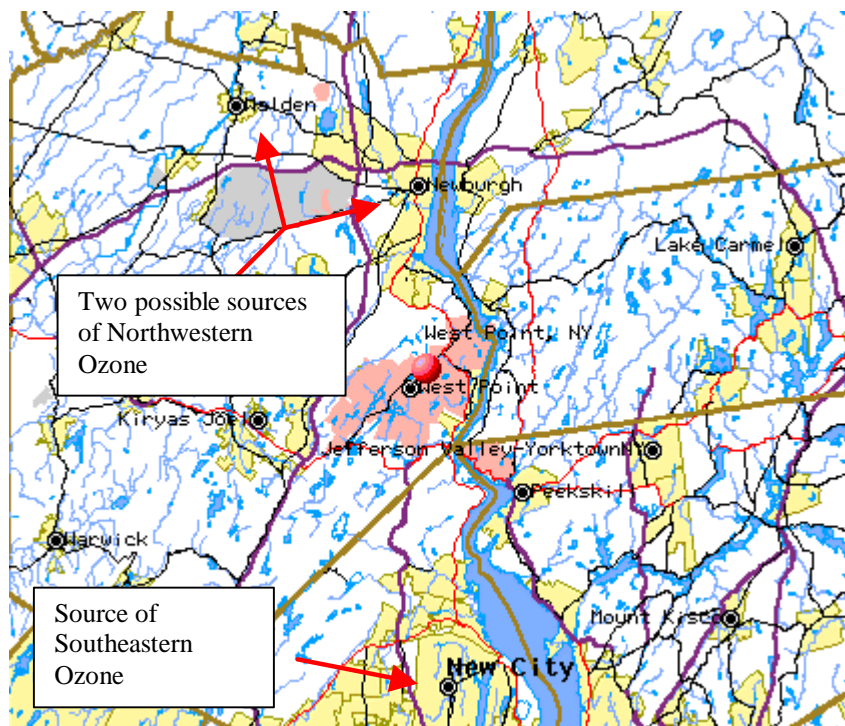 Walden
Newburgh
Lake Carmel
Two possible sources
of Northwestern
Ozone
West Point, NY
West Point
Kiryas Joel
Jefferson Valley-YorktownNY
Peekskill
Warwick
Source of
Southeastern
Ozone
Mount Kisco
New City